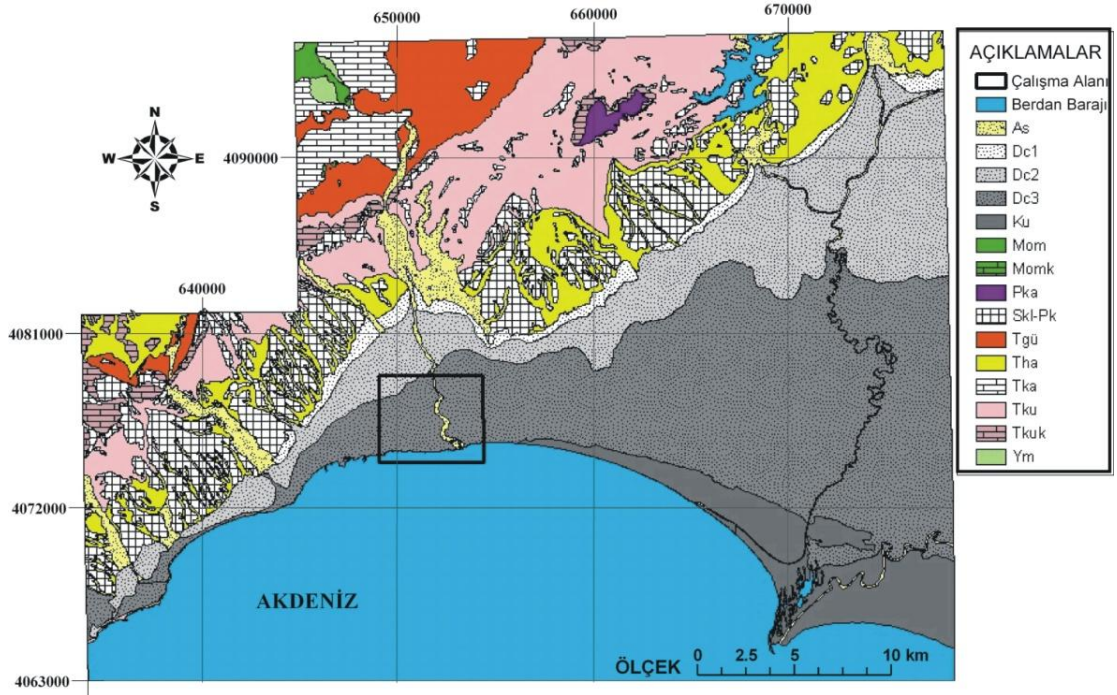 650000
660000
670000
N
W
E
S
4090000
640000
4081000
4072000
4063000
AKDENİZ
ÖLÇEK
0 2.5 5 10 km
AÇIKLAMALAR
Çalışma Alanı
Berdan Barajı
As
Dc1
Dc2
Dc3
Ku
Mom
Momk
Pka
Skl-Pk
Tgü
Tha
Tka
Tku
Tkuk
Ym